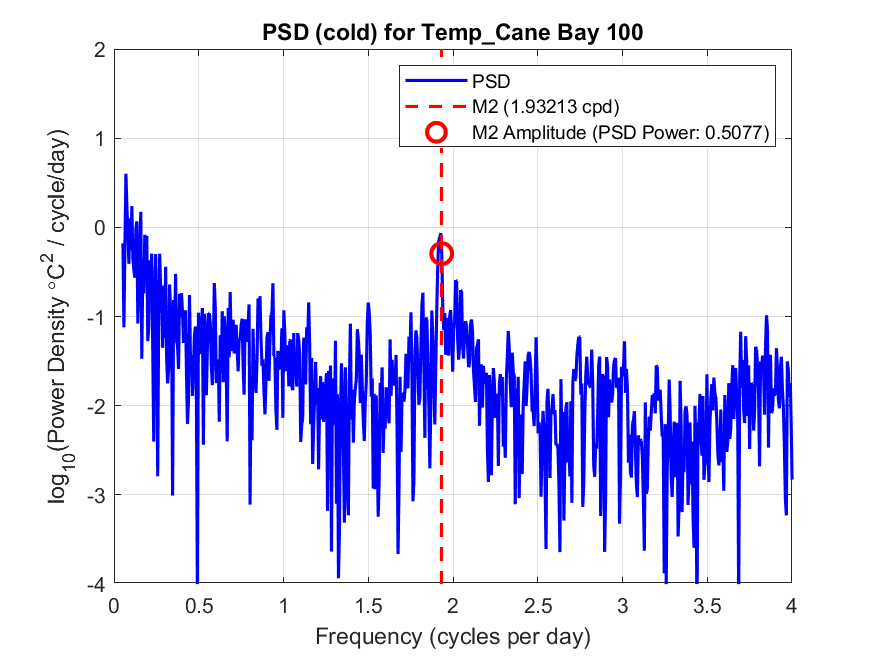 PSD (cold) for Temp_Cane Bay 100
PSD
M2 (1.93213 cpd)
M2 Amplitude (PSD Power: 0.5077)
log10(Power Density °C2 / cycle/day)
2
1
0
-1
-2
-3
-4
0 0.5 1 1.5 2 2.5 3 3.5 4
Frequency (cycles per day)